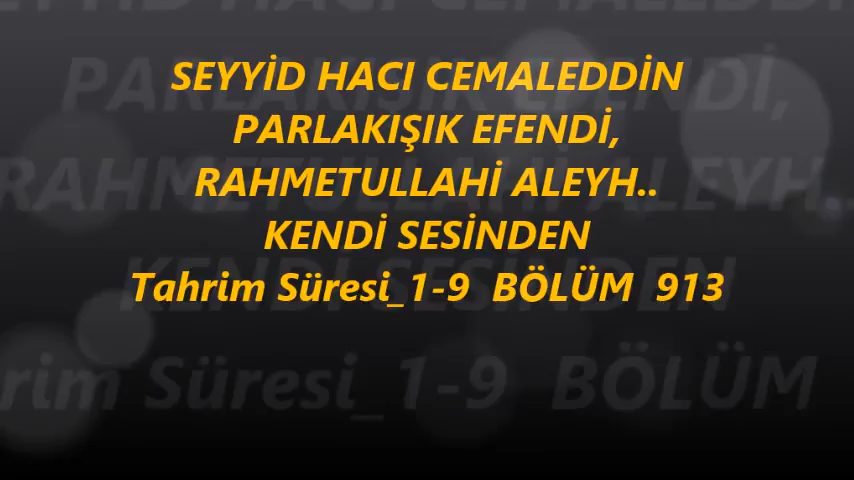 SEYYİD HACI CEMALEDDİN
PARLAKIŞIK EFENDİ,
RAHMETULLAHİ ALEYH..
KENDİ SESİNDEN
Tahrim Süresi_1-9 BÖLÜM 913